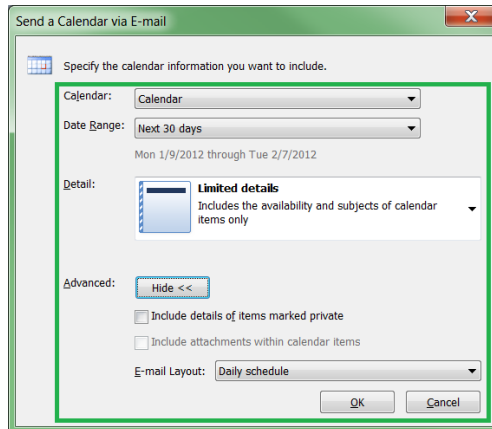 Send a Calendar via E-mail
X
Specify the calendar information you want to include.
Calendar: Calendar
Date Range: Next 30 days
Mon 1/9/2012 through Tue 2/7/2012
Detail: Limited details
Includes the availability and subjects of calendar
items only
Advanced: Hide <<
Include details of items marked private
Include attachments within calendar items
E-mail Layout: Daily schedule
OK Cancel